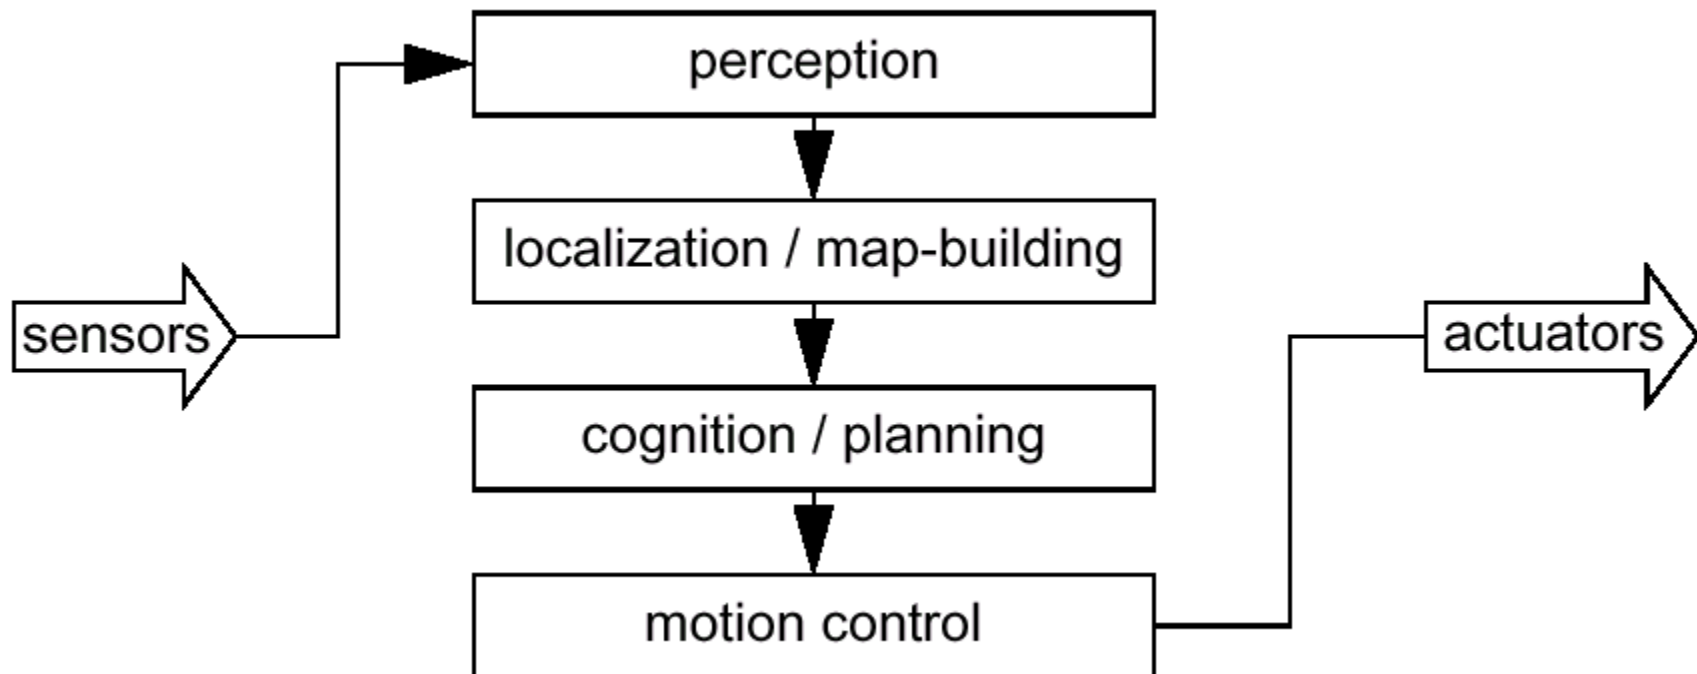 perception
localization / map-building
sensors
actuators
cognition / planning
motion control